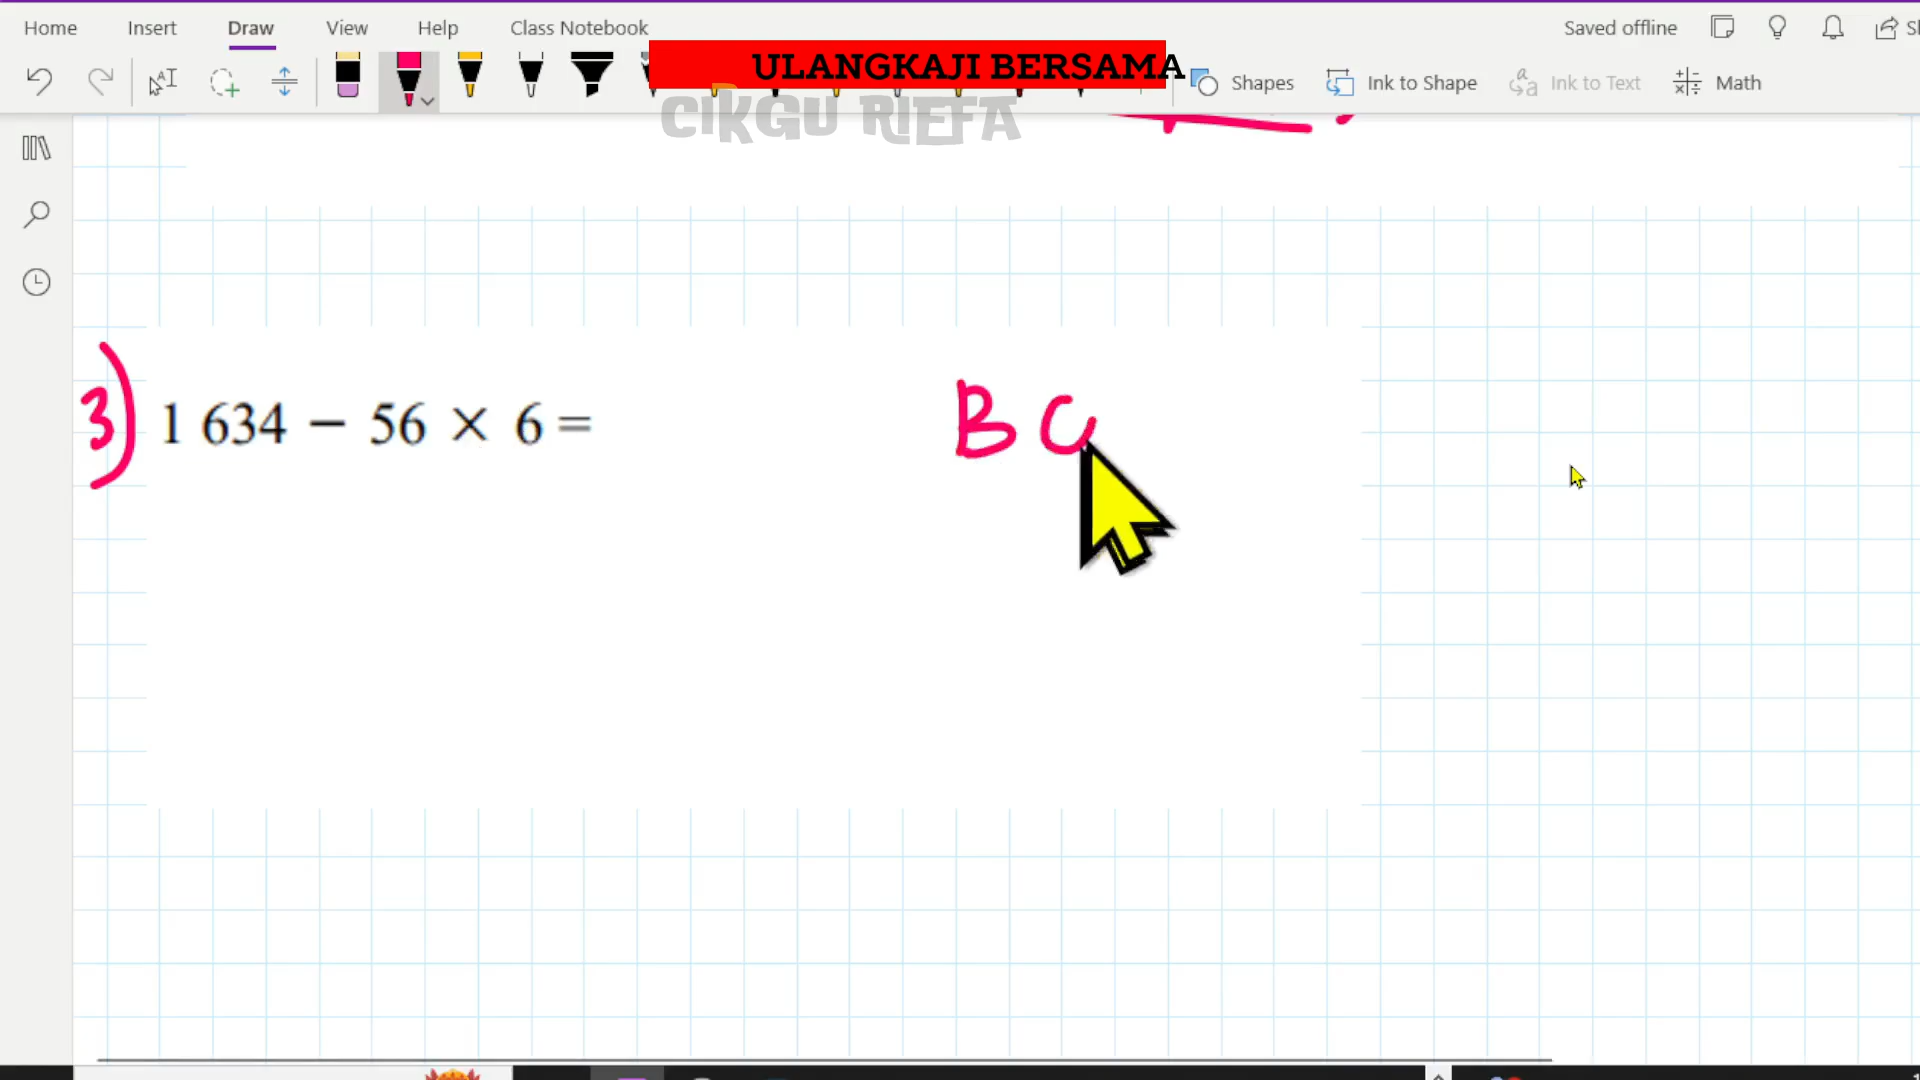 Home Insert Draw View Help Class Notebook Saved offline
ULANGKAJI BERSAMA
Shapes Ink to Shape Ink to Text Math
CIKGU RIEFA
3) 1 634 − 56 × 6 =
B C